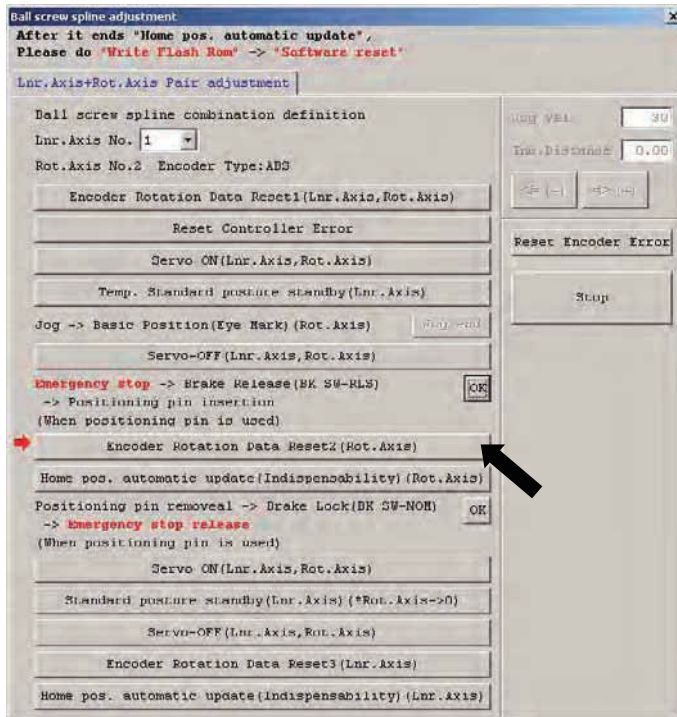 Ball screw spline adjustment
After it ends "Home pos. automatic update",
Please do "Write Flash Rom" -> "Software reset"
Lnr.Axis+Rot.Axis Pair adjustment
Ball screw spline combination definition
Lnr.Axis No. 1
Rot.Axis No.2 Encoder Type:ABS
Encoder Rotation Data Reset1(Lnr.Axis,Rot.Axis)
Reset Controller Error
Servo ON(Lnr.Axis,Rot.Axis)
Temp. Standard posture standby(Lnr.Axis)
Jog -> Basic Position(Eye Mark)(Rot.Axis) Jog end
Servo-OFF(Lnr.Axis,Rot.Axis)
Emergency stop -> Brake Release(BK SW-RLS) OK
-> Positioning pin insertion
(When positioning pin is used)
Encoder Rotation Data Reset2(Rot.Axis)
Home pos. automatic update(Indispensability)(Rot.Axis)
Positioning pin removeal -> Brake Lock(BK SW-NOM) OK
-> Emergency stop release
(When positioning pin is used)
Servo ON(Lnr.Axis,Rot.Axis)
Standard posture standby(Lnr.Axis)(*Rot.Axis->0)
Servo-OFF(Lnr.Axis,Rot.Axis)
Encoder Rotation Data Reset3(Lnr.Axis)
Home pos. automatic update(Indispensability)(Lnr.Axis)
Jog Vel. 30
Inc.Distance 0.00
Reset Encoder Error
Stop